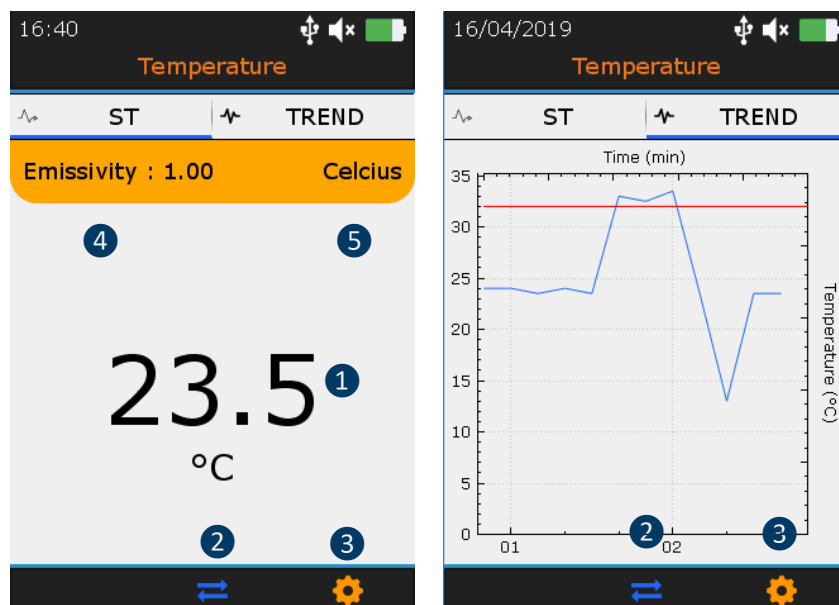 16:40
Temperature
ST TREND
Emissivity : 1.00 Celcius
4 5
23.5 1
°C
2 3
16/04/2019
Temperature
ST TREND
Time (min)
35
30
25
20
15
10
5
0
Temperature (°C)
01 02
2 3